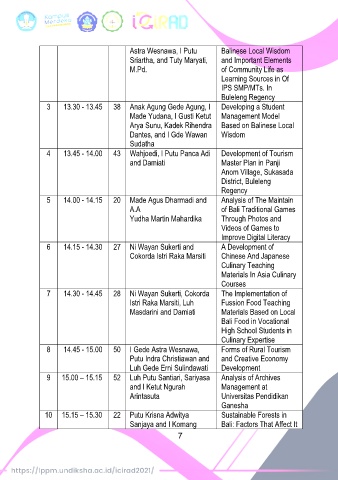 Kampus
Merdeka
ICIRAD
Astra Wesnawa, I Putu Balinese Local Wisdom
Sriartha, and Tuty Maryati, and Important Elements
M.Pd. of Community Life as
Learning Sources in Of
IPS SMP/MTs. In
Buleleng Regency
3 13.30 - 13.45 38 Anak Agung Gede Agung, I Developing a Student
Made Yudana, I Gusti Ketut Management Model
Arya Sunu, Kadek Rihendra Based on Balinese Local
Dantes, and I Gde Wawan Wisdom
Sudatha
4 13.45 - 14.00 43 Wahjoedi, I Putu Panca Adi Development of Tourism
and Damiati Master Plan in Panji
Anom Village, Sukasada
District, Buleleng
Regency
5 14.00 - 14.15 20 Made Agus Dharmadi and Analysis of The Maintain
A.A of Bali Traditional Games
Yudha Martin Mahardika Through Photos and
Videos of Games to
Improve Digital Literacy
6 14.15 - 14.30 27 Ni Wayan Sukerti and A Development of
Cokorda Istri Raka Marsiti Chinese And Japanese
Culinary Teaching
Materials In Asia Culinary
Courses
7 14.30 - 14.45 28 Ni Wayan Sukerti, Cokorda The Implementation of
Istri Raka Marsiti, Luh Fussion Food Teaching
Masdarini and Damiati Materials Based on Local
Bali Food in Vocational
High School Students in
Culinary Expertise
8 14.45 - 15.00 50 I Gede Astra Wesnawa, Forms of Rural Tourism
Putu Indra Christiawan and and Creative Economy
Luh Gede Erni Sulindawati Development
9 15.00 – 15.15 52 Luh Putu Santiari, Sariyasa Analysis of Archives
and I Ketut Ngurah Management at
Arintasuta Universitas Pendidikan
Ganesha
10 15.15 – 15.30 22 Putu Krisna Adwitya Sustainable Forests in
Sanjaya and I Komang Bali: Factors That Affect It
7
https://lppm.undiksha.ac.id/icirad2021/